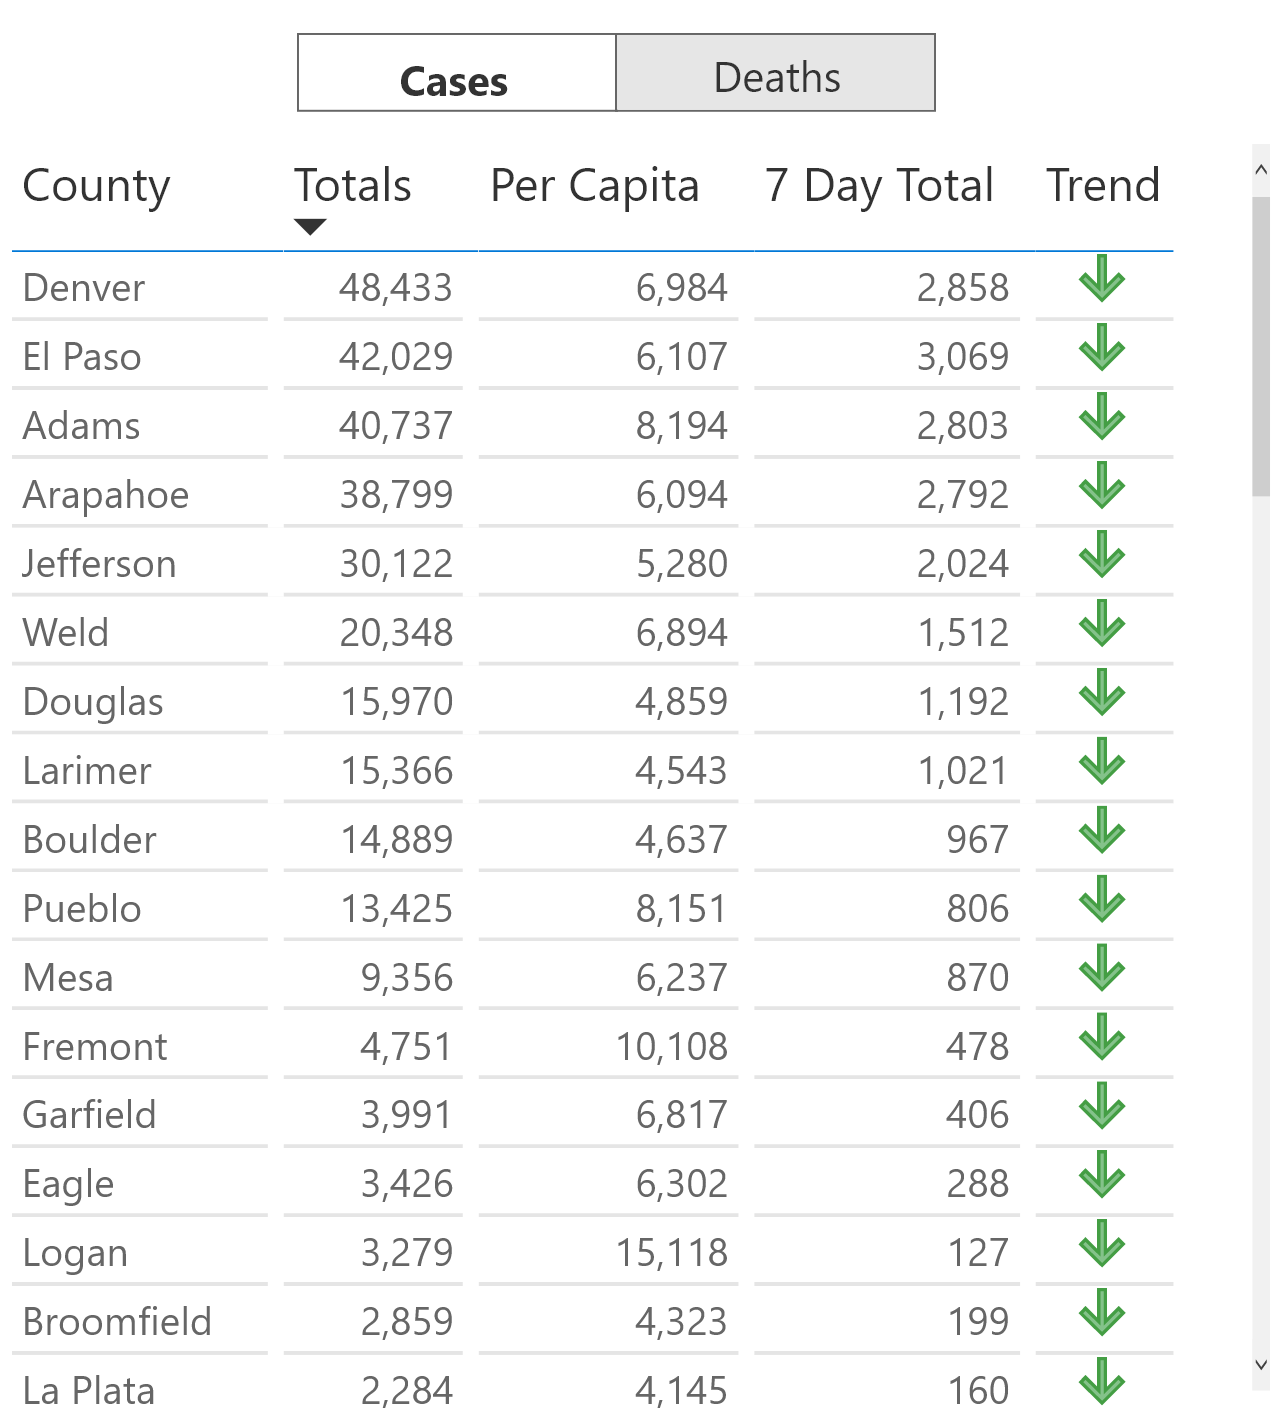 Cases Deaths
County Totals Per Capita 7 Day Total Trend
Denver 48,433 6,984 2,858
El Paso 42,029 6,107 3,069
Adams 40,737 8,194 2,803
Arapahoe 38,799 6,094 2,792
Jefferson 30,122 5,280 2,024
Weld 20,348 6,894 1,512
Douglas 15,970 4,859 1,192
Larimer 15,366 4,543 1,021
Boulder 14,889 4,637 967
Pueblo 13,425 8,151 806
Mesa 9,356 6,237 870
Fremont 4,751 10,108 478
Garfield 3,991 6,817 406
Eagle 3,426 6,302 288
Logan 3,279 15,118 127
Broomfield 2,859 4,323 199
La Plata 2,284 4,145 160